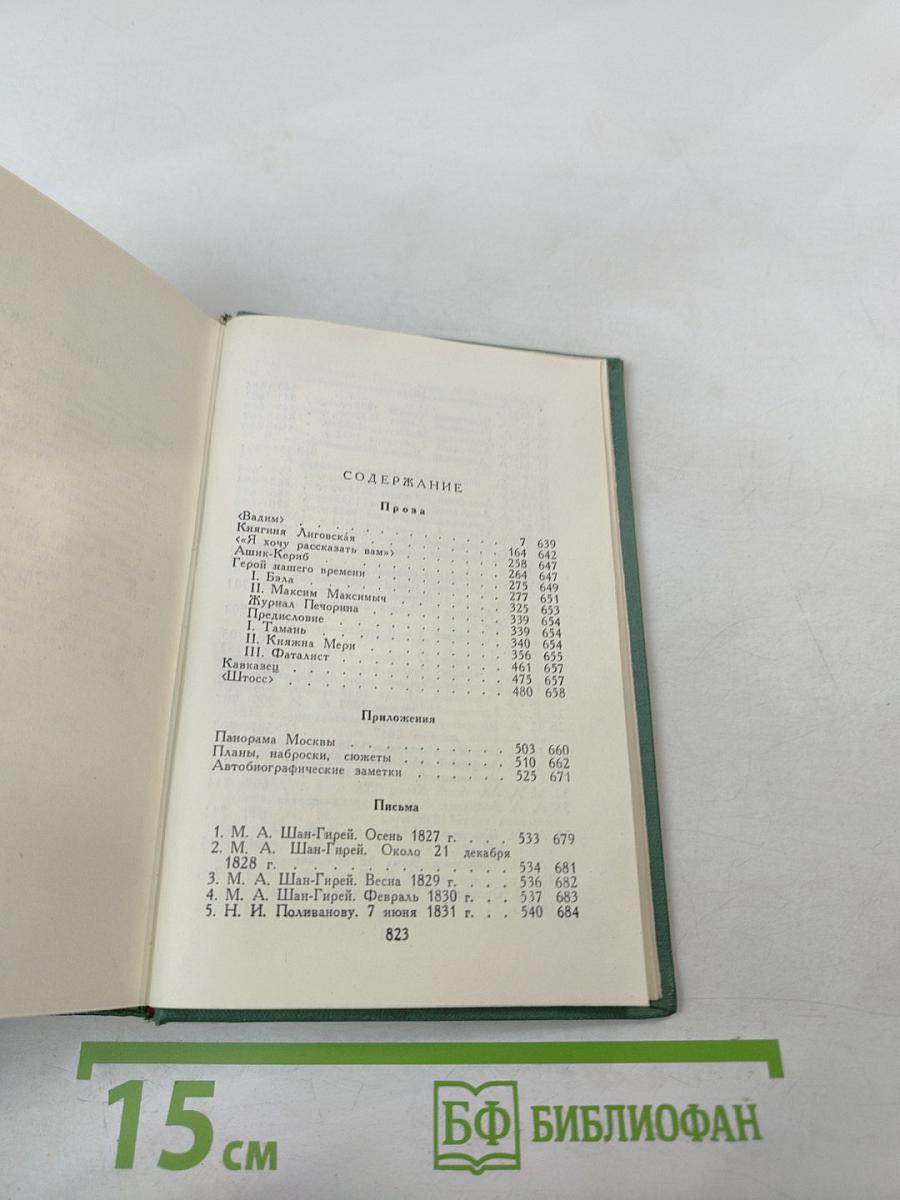 СОДЕРЖАНИЕ
Проза
‹Вадим› . . . . . . . . . . . . . 7 639
Княгиня Лиговска́я . . . . . . . . . 164 642
‹«Я хочу рассказать вам»› . . . . . . 258 647
Ашик-Кериб . . . . . . . . . . . 264 647
Герой нашего времени . . . . . . . . 275 649
I. Бэла . . . . . . . . . . . . 277 651
II. Максим Максимыч . . . . . . . 325 653
Журнал Печорина . . . . . . . . . 339 654
Предисловие . . . . . . . . . . 339 654
I. Тамань . . . . . . . . . . . 340 654
II. Княжна Мери . . . . . . . . . 356 655
III. Фаталист . . . . . . . . . . 461 657
Кавказец . . . . . . . . . . . . 475 657
‹Штосс› . . . . . . . . . . . . . 480 658
Приложения
Панорама Москвы . . . . . . . . . . 503 660
Планы, наброски, сюжеты . . . . . . . 510 662
Автобиографические заметки . . . . . . 525 671
Письма
1. М. А. Шан-Гирей. Осень 1827 г. . . . 533 679
2. М. А. Шан-Гирей. Около 21 декабря
1828 г. . . . . . . . . . . . . . 534 681
3. М. А. Шан-Гирей. Весна 1829 г. . . . 536 682
4. М. А. Шан-Гирей. Февраль 1830 г. . . 537 683
5. Н. И. Поливанову. 7 июня 1831 г. . . 540 684
823
15 см
БФ БИБЛИОФАН